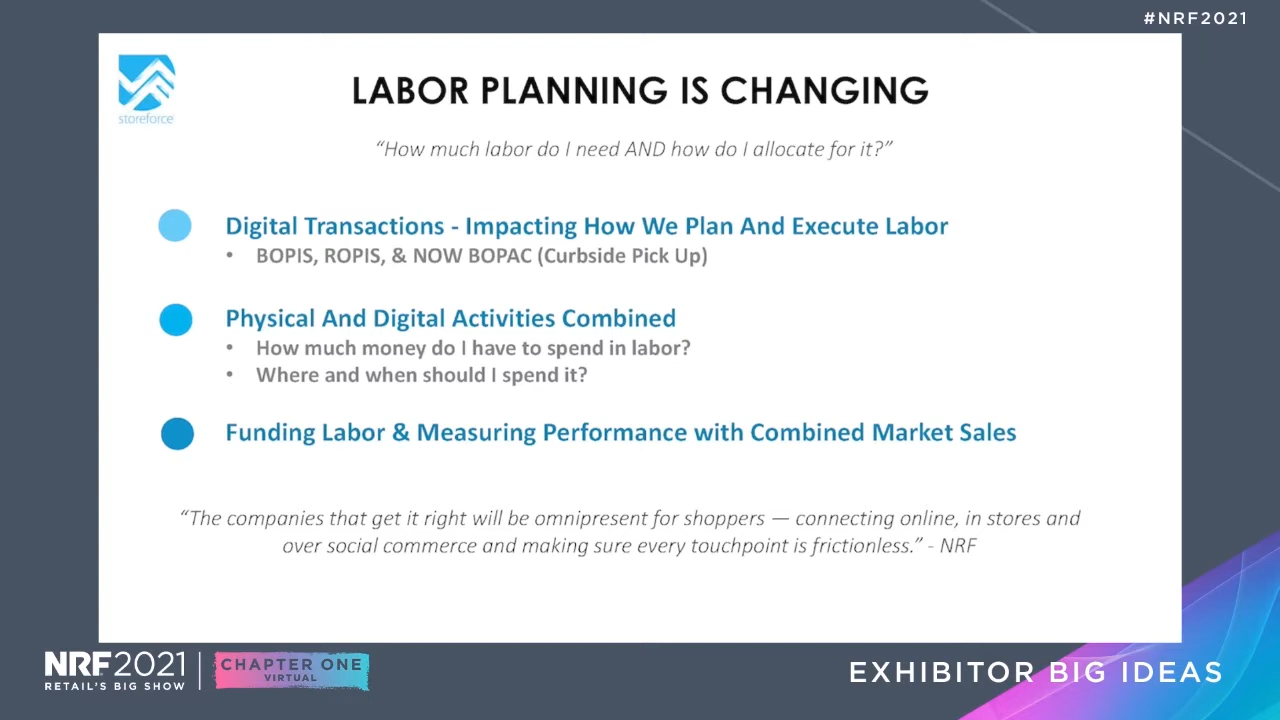 #NRF2021
storeforce
LABOR PLANNING IS CHANGING
“How much labor do I need AND how do I allocate for it?”
Digital Transactions - Impacting How We Plan And Execute Labor
• BOPIS, ROPIS, & NOW BOPAC (Curbside Pick Up)
Physical And Digital Activities Combined
• How much money do I have to spend in labor?
• Where and when should I spend it?
Funding Labor & Measuring Performance with Combined Market Sales
“The companies that get it right will be omnipresent for shoppers — connecting online, in stores and
over social commerce and making sure every touchpoint is frictionless.” - NRF
NRF2021
RETAIL'S BIG SHOW
CHAPTER ONE
VIRTUAL
EXHIBITOR BIG IDEAS